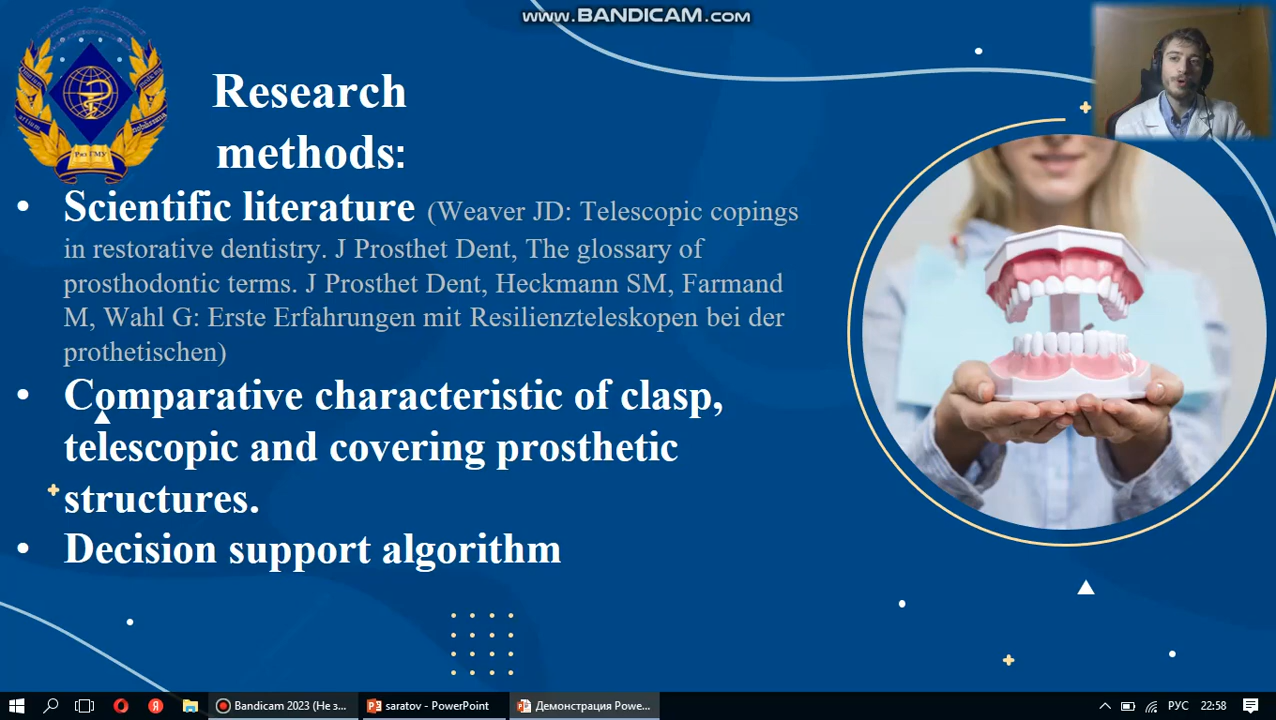 www.BANDICAM.com
Research
methods:
• Scientific literature (Weaver JD: Telescopic copings
in restorative dentistry. J Prosthet Dent, The glossary of
prosthodontic terms. J Prosthet Dent, Heckmann SM, Farmand
M, Wahl G: Erste Erfahrungen mit Resilienzteleskopen bei der
prothetischen)
• Comparative characteristic of clasp,
telescopic and covering prosthetic
structures.
• Decision support algorithm
Ряз ГМУ
Bandicam 2023 (Не з...
saratov - PowerPoint
Демонстрация Powe...
РУС
22:58